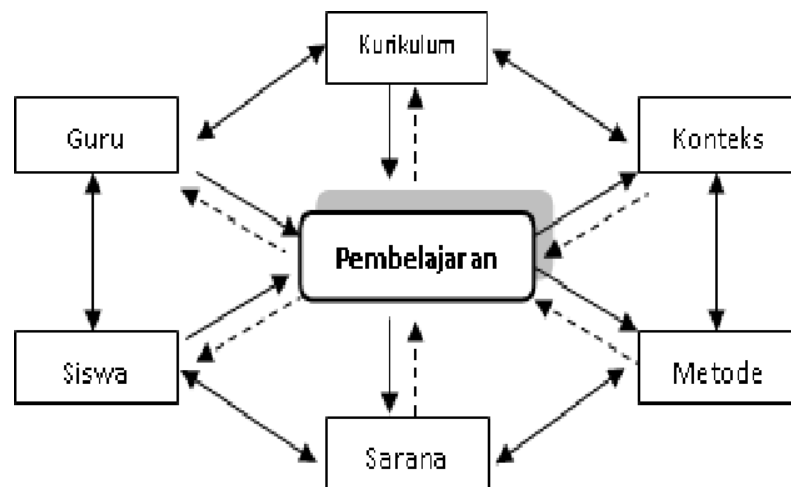 Kurikulum
Guru
Konteks
Pembelajaran
Siswa
Metode
Sarana